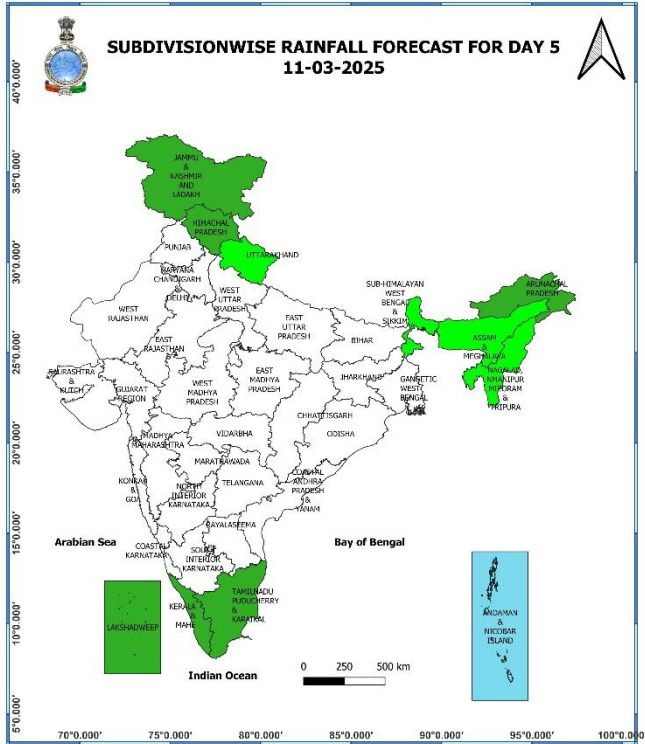 SUBDIVISIONWISE RAINFALL FORECAST FOR DAY 5
11-03-2025
40°0.000'
35°0.000'
30°0.000'
25°0.000'
20°0.000'
15°0.000'
10°0.000'
5°0.000'
JAMMU
&
KASHMIR
AND
LADAKH
HIMACHAL
PRADESH
PUNJAB
UTTARAKHAND
HARYANA
CHANDIGARH
&
DELHI
WEST
UTTAR
PRADESH
SUB-HIMALAYAN
WEST
BENGAL
&
SIKKIM
ARUNACHAL
PRADESH
WEST
RAJASTHAN
EAST
RAJASTHAN
EAST
UTTAR
PRADESH
BIHAR
ASSAM
&
MEGHALAYA
SAURASHTRA
&
KUTCH
GUJARAT
REGION
WEST
MADHYA
PRADESH
EAST
MADHYA
PRADESH
JHARKHAND
GANGETIC
WEST
BENGAL
&
TRIPURA
CHHATTISGARH
ODISHA
MADHYA
MAHARASHTRA
VIDARBHA
MARATHWADA
TELANGANA
KONKAN
&
GOA
NORTH
INTERIOR
KARNATAKA
COASTAL
ANDHRA
PRADESH
&
YANAM
RAYALASEEMA
Arabian Sea
COASTAL
KARNATAKA
SOUTH
INTERIOR
KARNATAKA
Bay of Bengal
LAKSHADWEEP
KERALA
&
MAHE
TAMILNADU
PUDUCHERRY
&
KARAIKAL
ANDAMAN
&
NICOBAR
ISLAND
Indian Ocean
0 250 500 km
70°0.000' 75°0.000' 80°0.000' 85°0.000' 90°0.000' 95°0.000' 100°0.000'